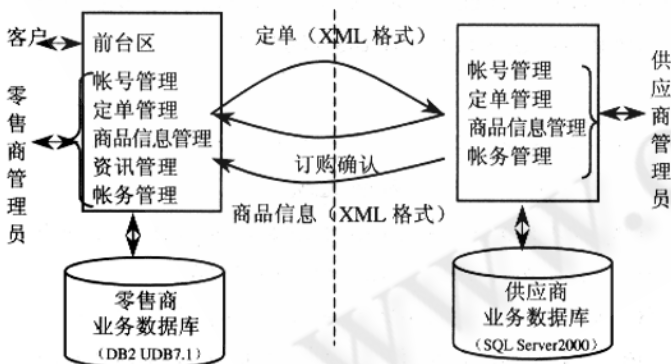 客户
前台区
帐号管理
定单管理
商品信息管理
资讯管理
帐务管理
零售商管理员
定单（XML 格式）
订购确认
商品信息（XML 格式）
帐号管理
定单管理
商品信息管理
帐务管理
供应商管理员
零售商
业务数据库
（DB2 UDB7.1）
供应商
业务数据库
（SQL Server2000）